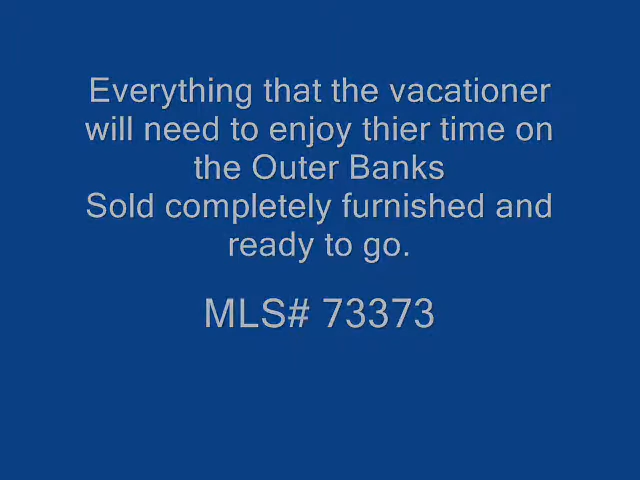 Everything that the vacationer
will need to enjoy thier time on
the Outer Banks
Sold completely furnished and
ready to go.
MLS# 73373